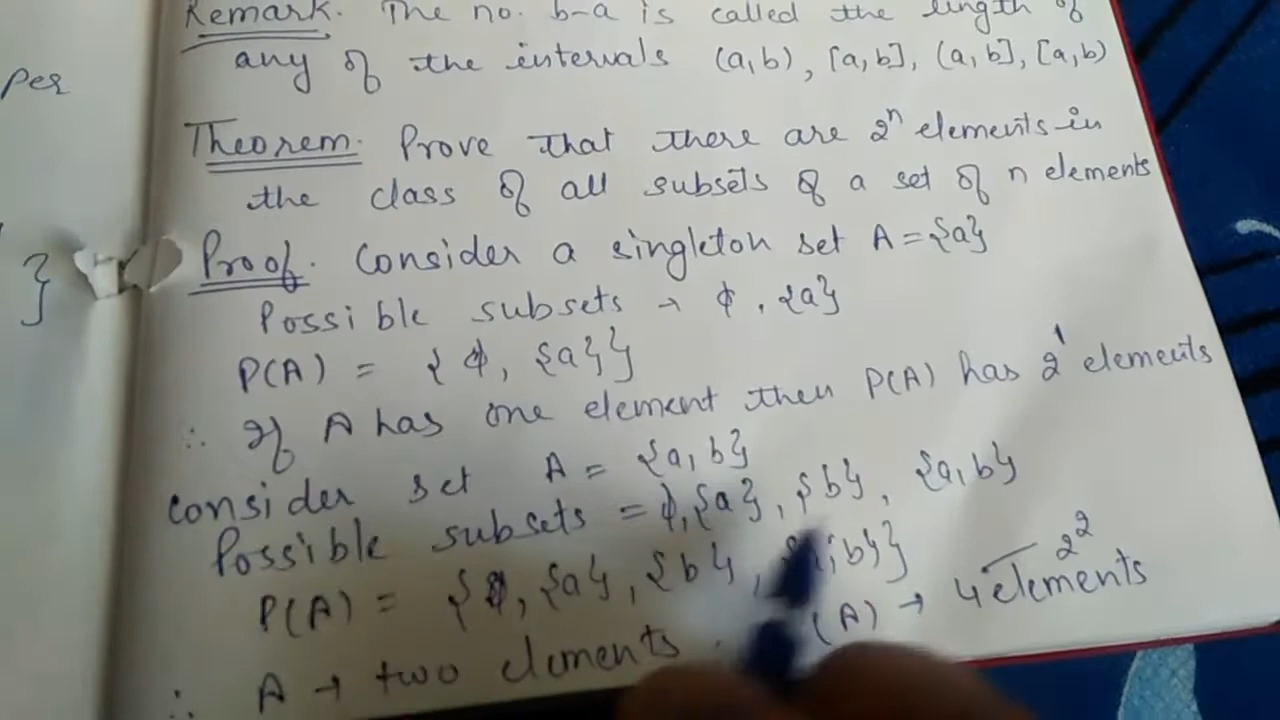 Remark. The no. b-a is called the length of
any of the intervals (a,b), [a,b], (a,b], [a,b)
per
Theorem. Prove that there are 2ⁿ elements in
the class of all subsets of a set of n elements
}
Proof. Consider a singleton set A = {a}
Possible subsets → ϕ, {a}
P(A) = { ϕ, {a}}
∴ If A has one element then P(A) has 2¹ elements
Consider set A = {a, b}
Possible subsets = ϕ, {a}, {b}, {a, b}
P(A) = {ϕ, {a}, {b}, {a, b}}
∴ A → two elements (A) → 4 elements 2²